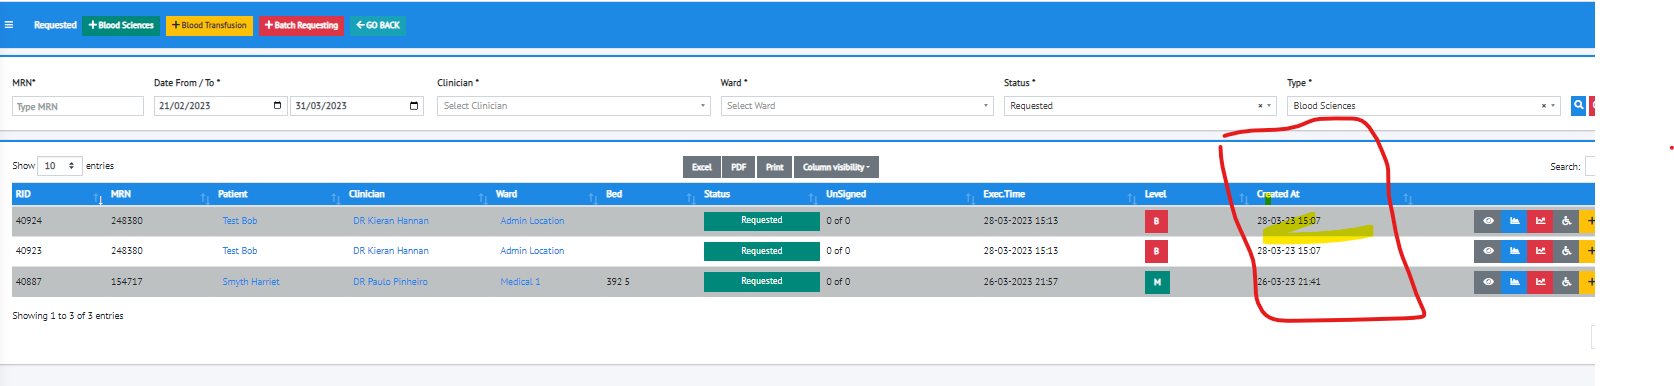 Requested + Blood Sciences + Blood Transfusion + Batch Requesting GO BACK
MRN* Date From / To * Clinician * Ward * Status * Type *
Type MRN 21/02/2023 31/03/2023 Select Clinician Select Ward Requested × Blood Sciences ×
Show 10 entries Excel PDF Print Column visibility Search:
RID MRN Patient Clinician Ward Bed Status UnSigned Exec.Time Level Created At
40924 248380 Test Bob DR Kieran Hannan Admin Location Requested 0 of 0 28-03-2023 15:13 B 28-03-23 15:07
40923 248380 Test Bob DR Kieran Hannan Admin Location Requested 0 of 0 28-03-2023 15:13 B 28-03-23 15:07
40887 154717 Smyth Harriet DR Paulo Pinheiro Medical 1 392 5 Requested 0 of 0 26-03-2023 21:57 M 26-03-23 21:41
Showing 1 to 3 of 3 entries